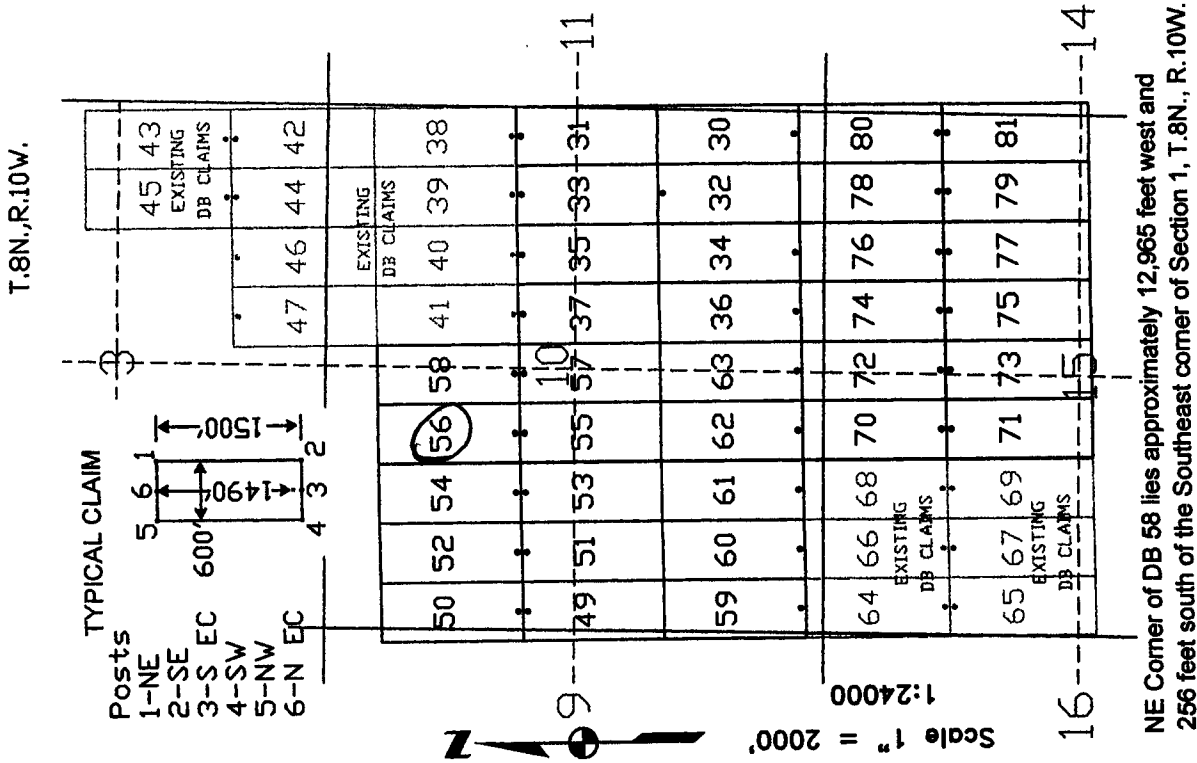 T.8N.,R.10W.
TYPICAL CLAIM
Posts
1-NE
2-SE
3-S EC
4-SW
5-NW
6-N EC
5 6 1
600'
1490'
1500'
4 3 2
3
45 43
EXISTING
DB CLAIMS
47 46 44 42
EXISTING
DB CLAIMS
50 52 54 56 58 41 40 39 38
10
9 49 51 53 55 57 37 35 33 31 11
59 60 61 62 63 36 34 32 30
64 66 68 70 72 74 76 78 80
EXISTING
DB CLAIMS
65 67 69 71 73 75 77 79 81
EXISTING
DB CLAIMS
16 15 14
N
Scale 1" = 2000'
1:24000
NE Corner of DB 58 lies approximately 12,965 feet west and
256 feet south of the Southeast corner of Section 1, T.8N., R.10W.